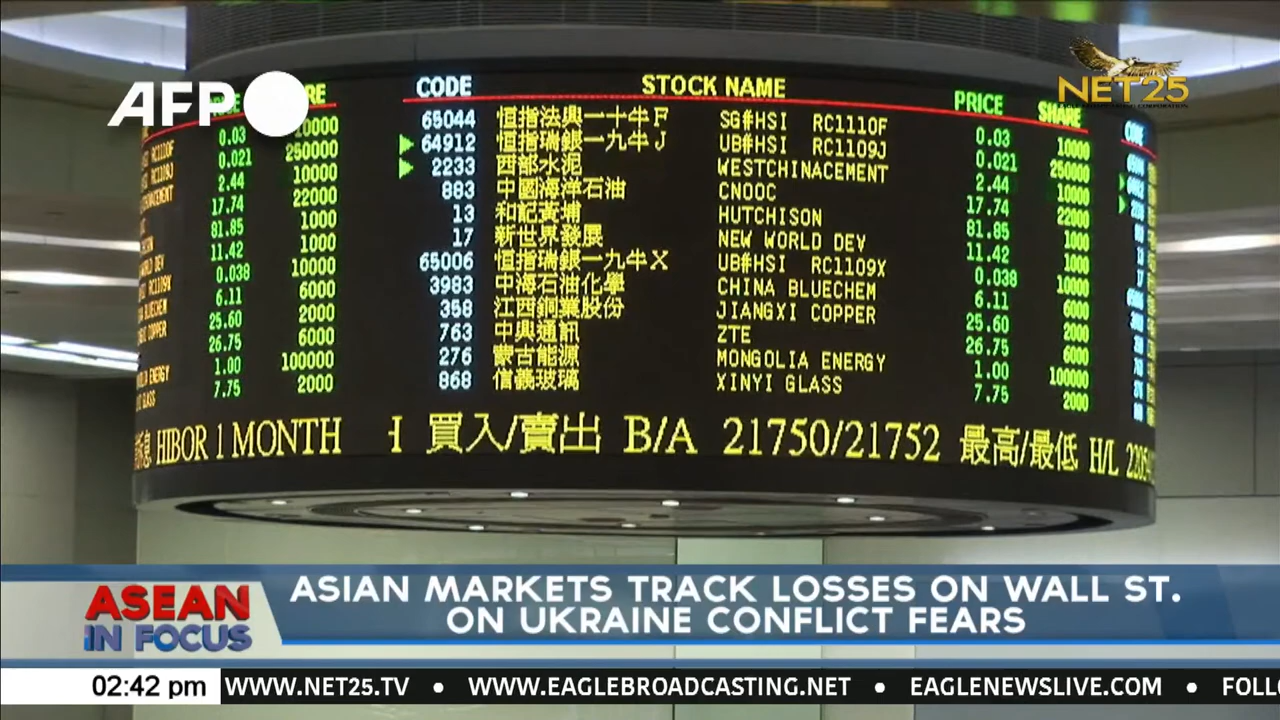 AFP
NET25
CODE STOCK NAME PRICE SHARE
65044 恒指法興一十牛F SG#HSI RC1110F 0.03 10000
64912 恒指瑞銀一九牛J UB#HSI RC1109J 0.021 250000
2233 西部水泥 WESTCHINACEMENT 2.44 10000
883 中國海洋石油 CNOOC 17.74 22000
13 和記黃埔 HUTCHISON 81.85 1000
17 新世界發展 NEW WORLD DEV 11.42 1000
65006 恒指瑞銀一九牛X UB#HSI RC1109X 0.038 10000
3983 中海石油化學 CHINA BLUECHEM 6.11 6000
358 江西銅業股份 JIANGXI COPPER 25.60 2000
763 中興通訊 ZTE 26.75 6000
276 蒙古能源 MONGOLIA ENERGY 1.00 100000
868 信義玻璃 XINYI GLASS 7.75 2000
HIBOR 1 MONTH 買入/賣出 B/A 21750/21752 最高/最低 H/L
ASEAN IN FOCUS
ASIAN MARKETS TRACK LOSSES ON WALL ST.
ON UKRAINE CONFLICT FEARS
02:42 pm WWW.NET25.TV • WWW.EAGLEBROADCASTING.NET • EAGLENEWSLIVE.COM • FOLL